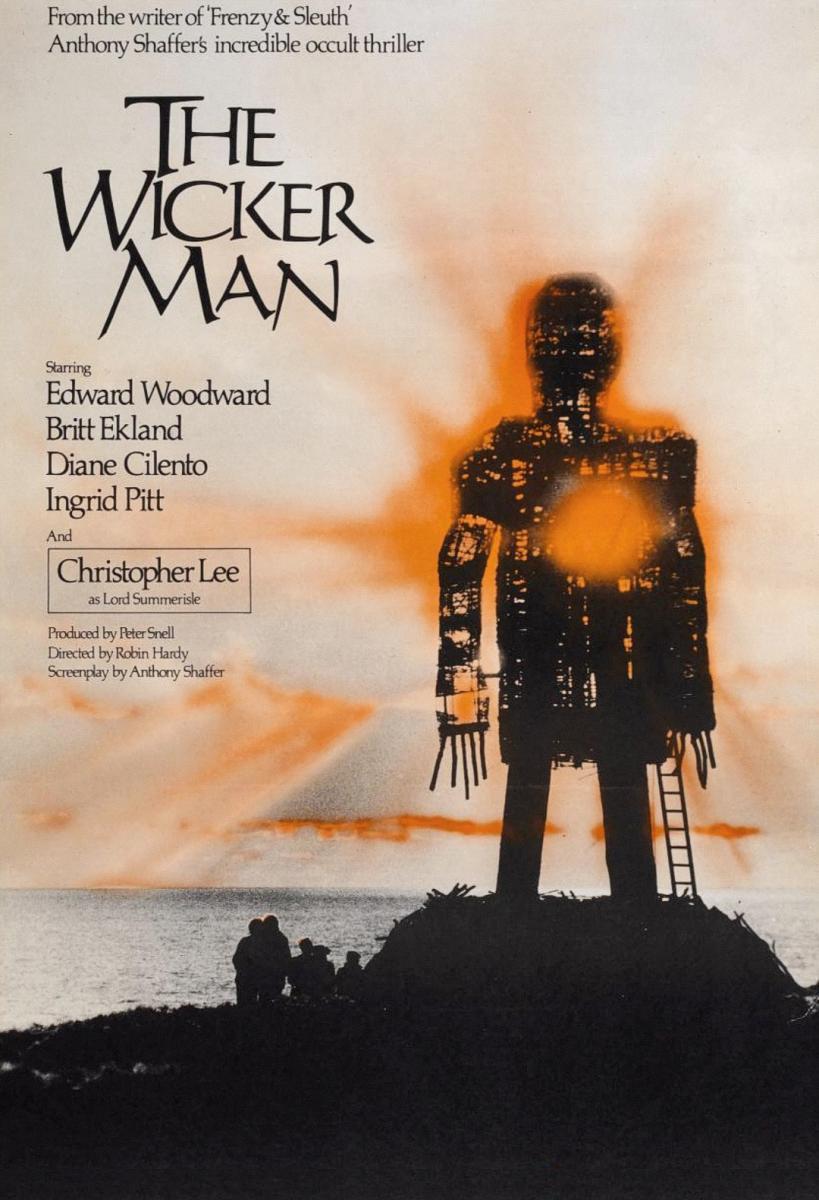 From the writer of 'Frenzy & Sleuth'
Anthony Shaffer's incredible occult thriller
THE
WICKER
MAN
Starring
Edward Woodward
Britt Ekland
Diane Cilento
Ingrid Pitt
And
Christopher Lee
as Lord Summerisle
Produced by Peter Snell
Directed by Robin Hardy
Screenplay by Anthony Shaffer